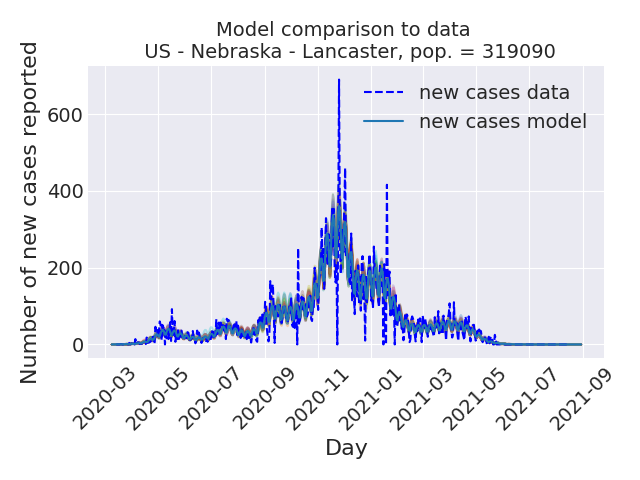 Model comparison to data
US - Nebraska - Lancaster, pop. = 319090
Number of new cases reported
600
400
200
0
new cases data
new cases model
2020-03
2020-05
2020-07
2020-09
2020-11
2021-01
2021-03
2021-05
2021-07
2021-09
Day